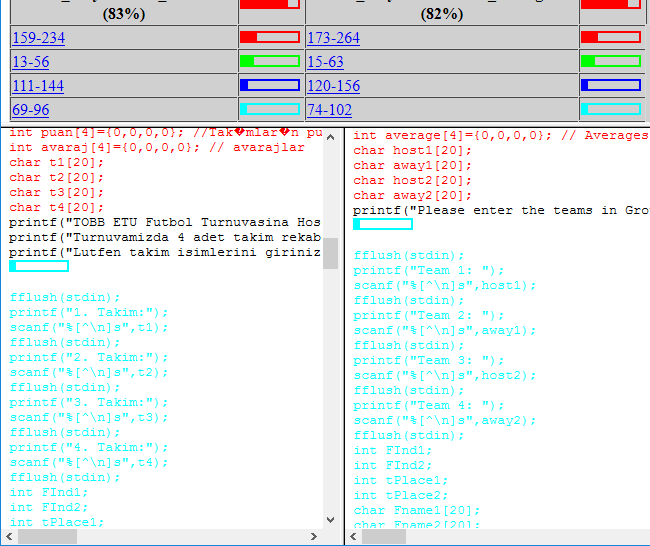 (83%)
(82%)
159-234
173-264
13-56
15-63
111-144
120-156
69-96
74-102
int puan[4]={0,0,0,0}; //Tak�mlar�n pu
int avaraj[4]={0,0,0,0}; // avarajlar
char t1[20];
char t2[20];
char t3[20];
char t4[20];
printf("TOBB ETU Futbol Turnuvasina Hos
printf("Turnuvamizda 4 adet takim rekab
printf("Lutfen takim isimlerini giriniz
fflush(stdin);
printf("1. Takim:");
scanf("%[^\n]s",t1);
fflush(stdin);
printf("2. Takim:");
scanf("%[^\n]s",t2);
fflush(stdin);
printf("3. Takim:");
scanf("%[^\n]s",t3);
fflush(stdin);
printf("4. Takim:");
scanf("%[^\n]s",t4);
fflush(stdin);
int FInd1;
int FInd2;
int tPlace1;
int average[4]={0,0,0,0}; // Averages
char host1[20];
char away1[20];
char host2[20];
char away2[20];
printf("Please enter the teams in Gro
fflush(stdin);
printf("Team 1: ");
scanf("%[^\n]s",host1);
fflush(stdin);
printf("Team 2: ");
scanf("%[^\n]s",away1);
fflush(stdin);
printf("Team 3: ");
scanf("%[^\n]s",host2);
fflush(stdin);
printf("Team 4: ");
scanf("%[^\n]s",away2);
fflush(stdin);
int FInd1;
int FInd2;
int tPlace1;
int tPlace2;
char Fname1[20];
char Fname2[20];